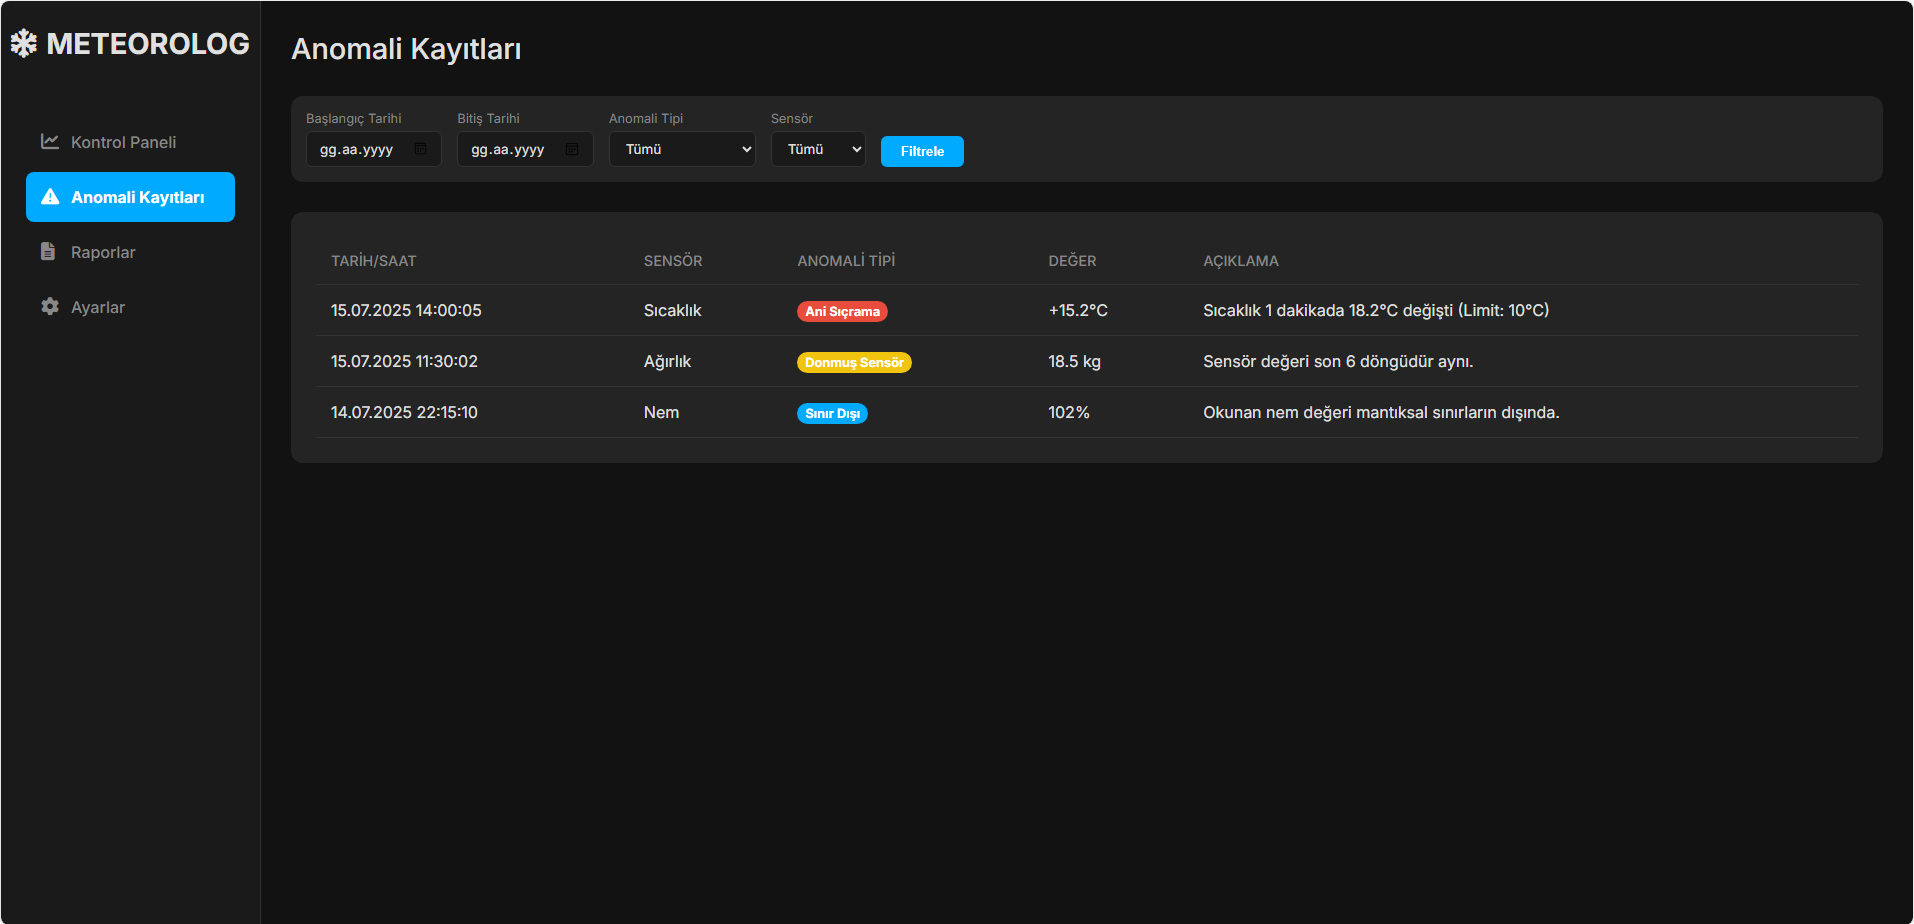 METEOROLOG
Kontrol Paneli
Anomali Kayıtları
Raporlar
Ayarlar
Anomali Kayıtları
Başlangıç Tarihi Bitiş Tarihi Anomali Tipi Sensör
gg.aa.yyyy gg.aa.yyyy Tümü Tümü Filtrele
TARİH/SAAT SENSÖR ANOMALİ TİPİ DEĞER AÇIKLAMA
15.07.2025 14:00:05 Sıcaklık Ani Sıçrama +15.2°C Sıcaklık 1 dakikada 18.2°C değişti (Limit: 10°C)
15.07.2025 11:30:02 Ağırlık Donmuş Sensör 18.5 kg Sensör değeri son 6 döngüdür aynı.
14.07.2025 22:15:10 Nem Sınır Dışı 102% Okunan nem değeri mantıksal sınırların dışında.